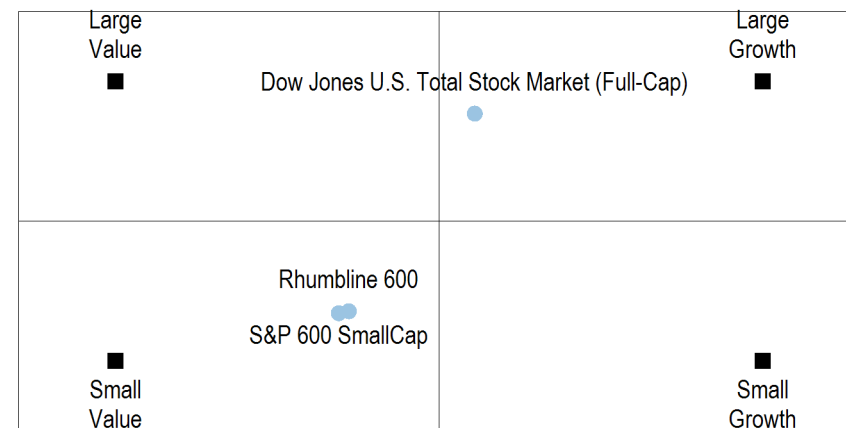 Large
Value
Large
Growth
Dow Jones U.S. Total Stock Market (Full-Cap)
Rhumbline 600
S&P 600 SmallCap
Small
Value
Small
Growth